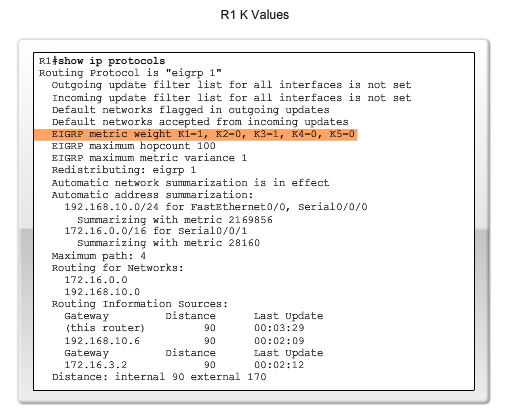 R1 K Values
R1#show ip protocols
Routing Protocol is "eigrp 1"
Outgoing update filter list for all interfaces is not set
Incoming update filter list for all interfaces is not set
Default networks flagged in outgoing updates
Default networks accepted from incoming updates
EIGRP metric weight K1=1, K2=0, K3=1, K4=0, K5=0
EIGRP maximum hopcount 100
EIGRP maximum metric variance 1
Redistributing: eigrp 1
Automatic network summarization is in effect
Automatic address summarization:
192.168.10.0/24 for FastEthernet0/0, Serial0/0/0
Summarizing with metric 2169856
172.16.0.0/16 for Serial0/0/1
Summarizing with metric 28160
Maximum path: 4
Routing for Networks:
172.16.0.0
192.168.10.0
Routing Information Sources:
Gateway Distance Last Update
(this router) 90 00:03:29
192.168.10.6 90 00:02:09
Gateway Distance Last Update
172.16.3.2 90 00:02:12
Distance: internal 90 external 170